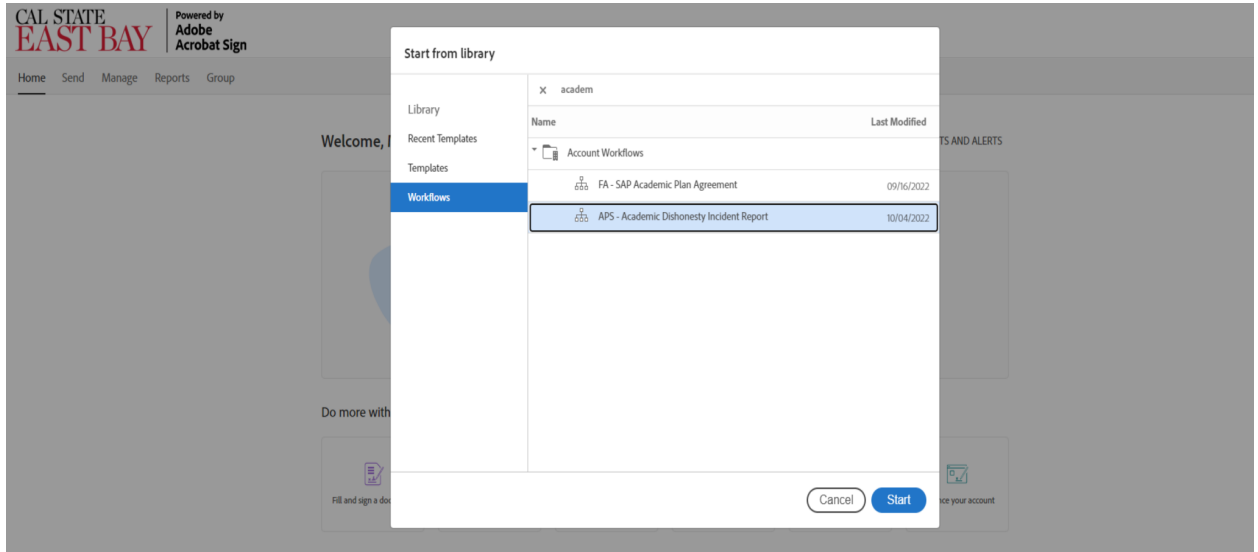 CAL STATE
EAST BAY
Powered by
Adobe
Acrobat Sign
Home Send Manage Reports Group
Welcome,
TS AND ALERTS
Start from library
Library
Recent Templates
Templates
Workflows
x academ
Name Last Modified
Account Workflows
FA - SAP Academic Plan Agreement 09/16/2022
APS - Academic Dishonesty Incident Report 10/04/2022
Cancel Start
Do more with
Fill and sign a doc
nce your account